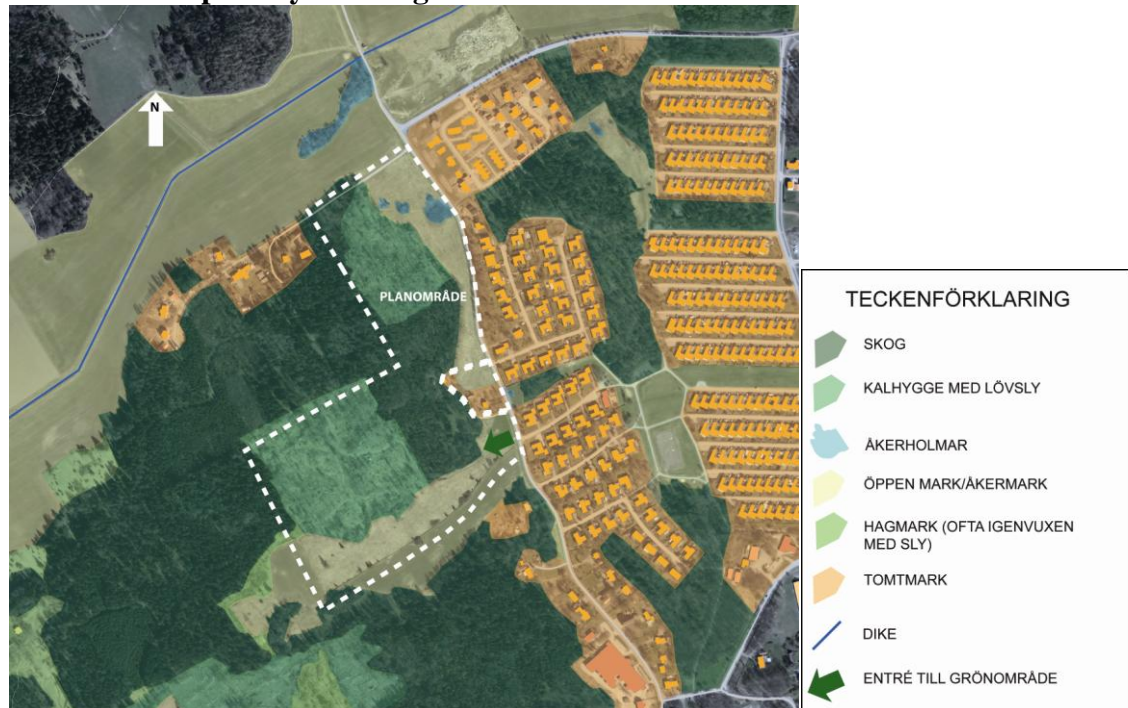 N
PLANOMRÅDE
TECKENFÖRKLARING
SKOG
KALHYGGE MED LÖVSLY
ÅKERHOLMAR
ÖPPEN MARK/ÅKERMARK
HAGMARK (OFTA IGENVUXEN
MED SLY)
TOMTMARK
DIKE
ENTRÉ TILL GRÖNOMRÅDE